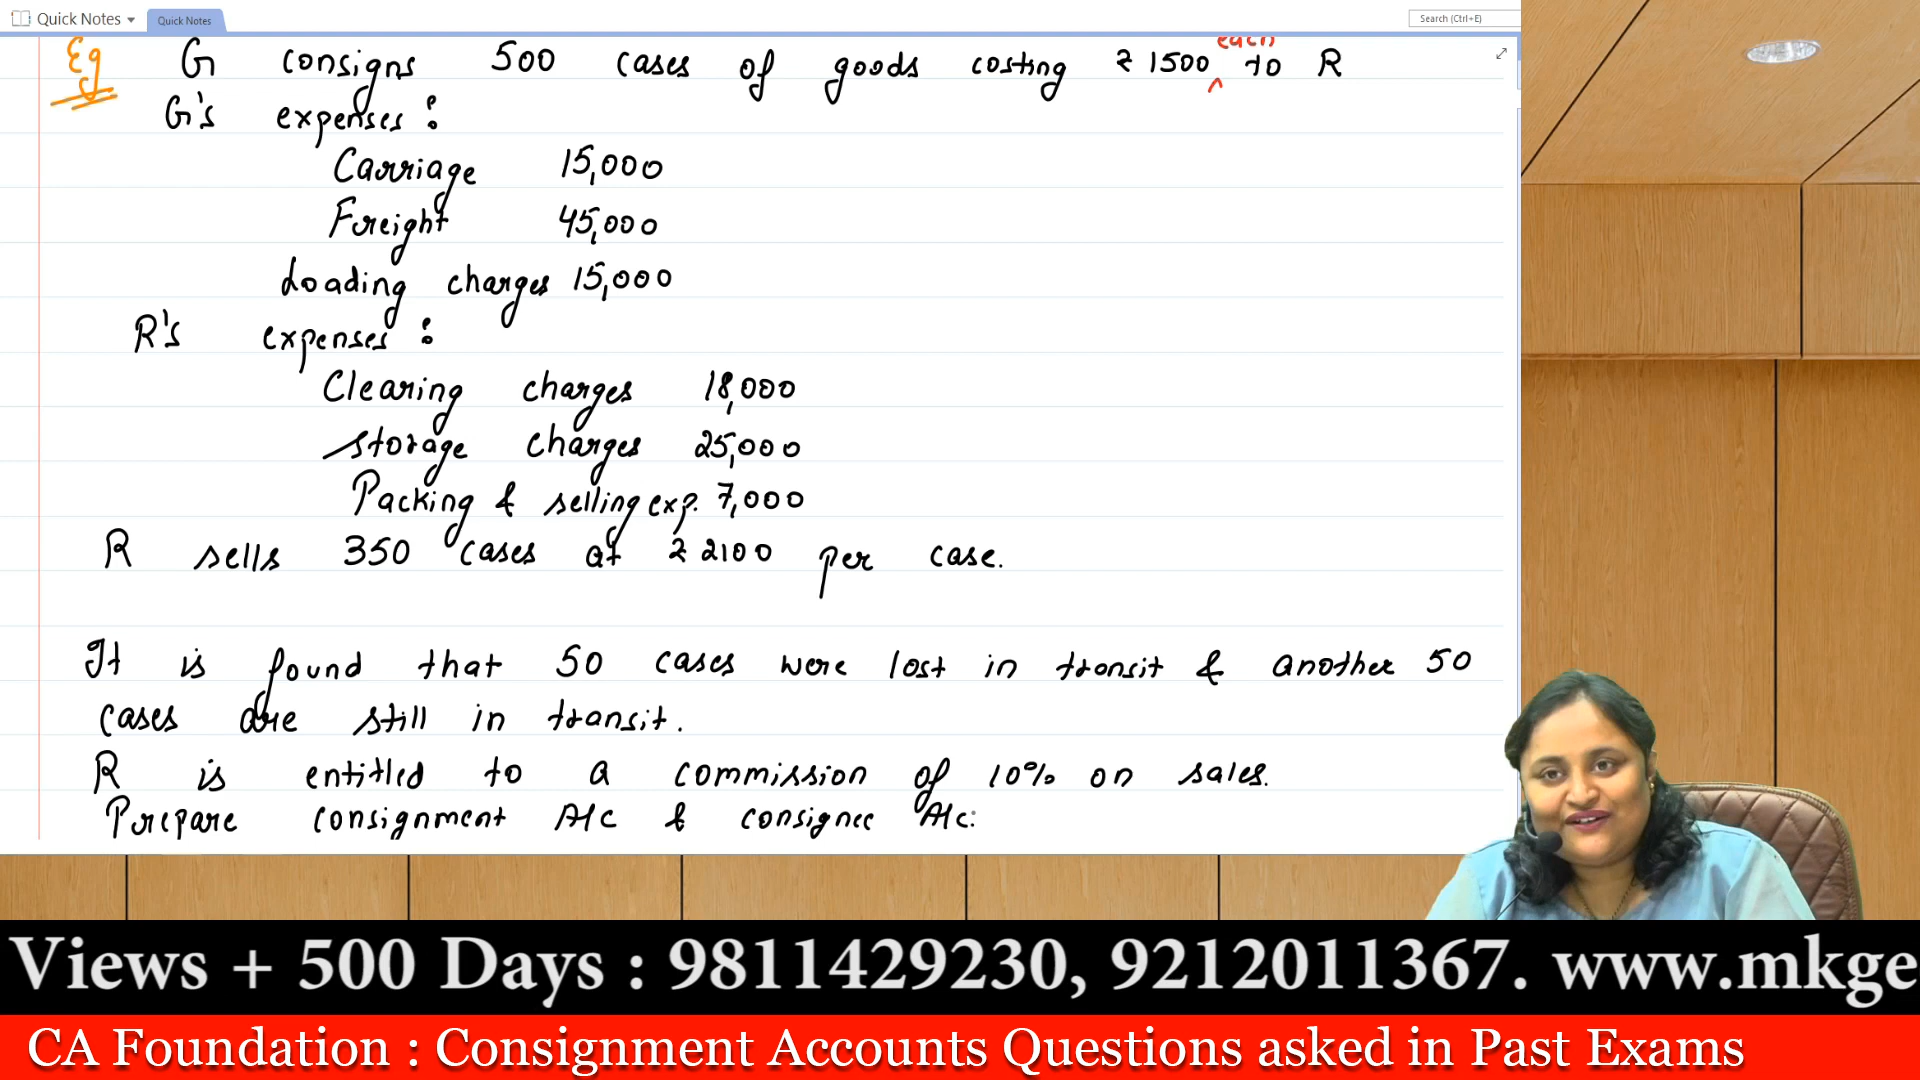 Quick Notes
Quick Notes
Search (Ctrl+E)
Eg G consigns 500 cases of goods costing ₹ 1500 ^ each to R
G's expenses :
Carriage 15,000
Freight 45,000
Loading charges 15,000
R's expenses :
Clearing charges 18,000
Storage charges 25,000
Packing & selling exp. 7,000
R sells 350 cases at ₹ 2100 per case.
It is found that 50 cases were lost in transit & another 50
cases are still in transit.
R is entitled to a commission of 10% on sales.
Prepare consignment A/c & consignee A/c.
Views + 500 Days : 9811429230, 9212011367. www.mkge
CA Foundation : Consignment Accounts Questions asked in Past Exams